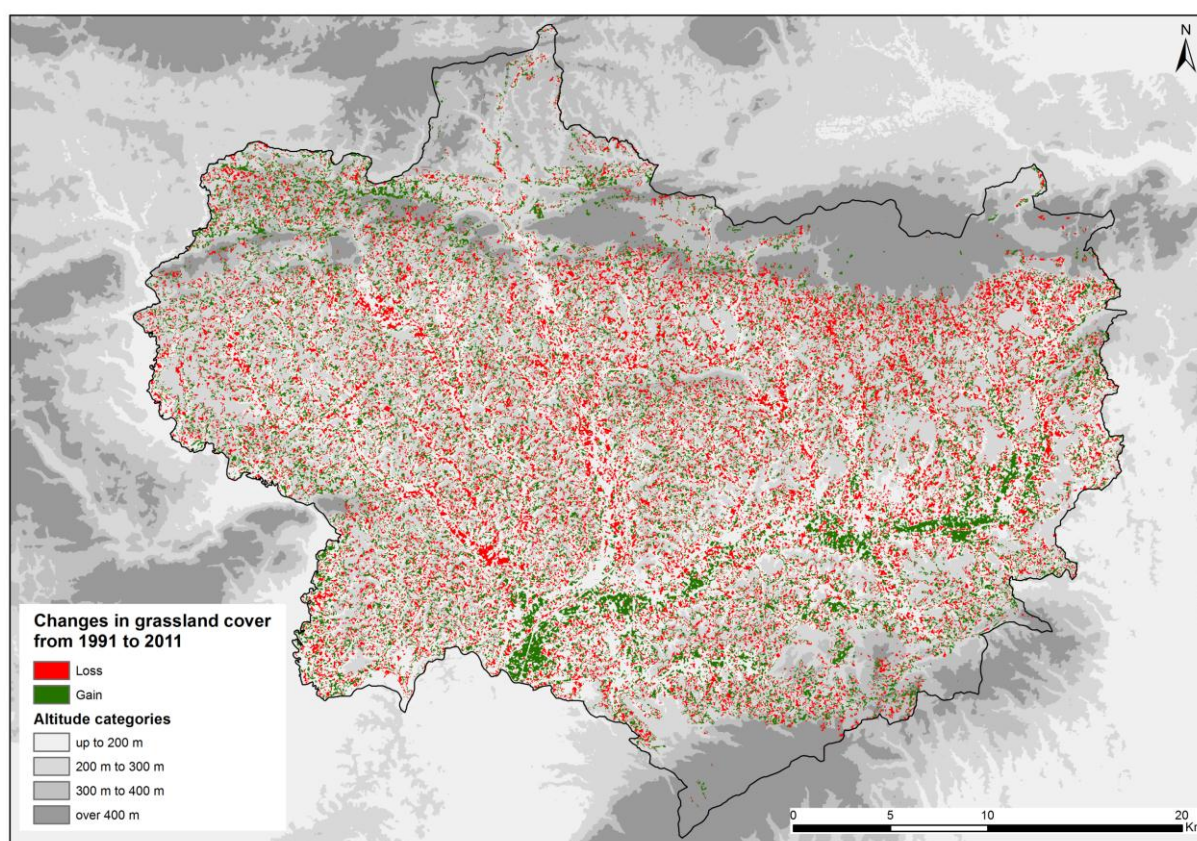 N
Changes in grassland cover
from 1991 to 2011
Loss
Gain
Altitude categories
up to 200 m
200 m to 300 m
300 m to 400 m
over 400 m
0 5 10 20
Km